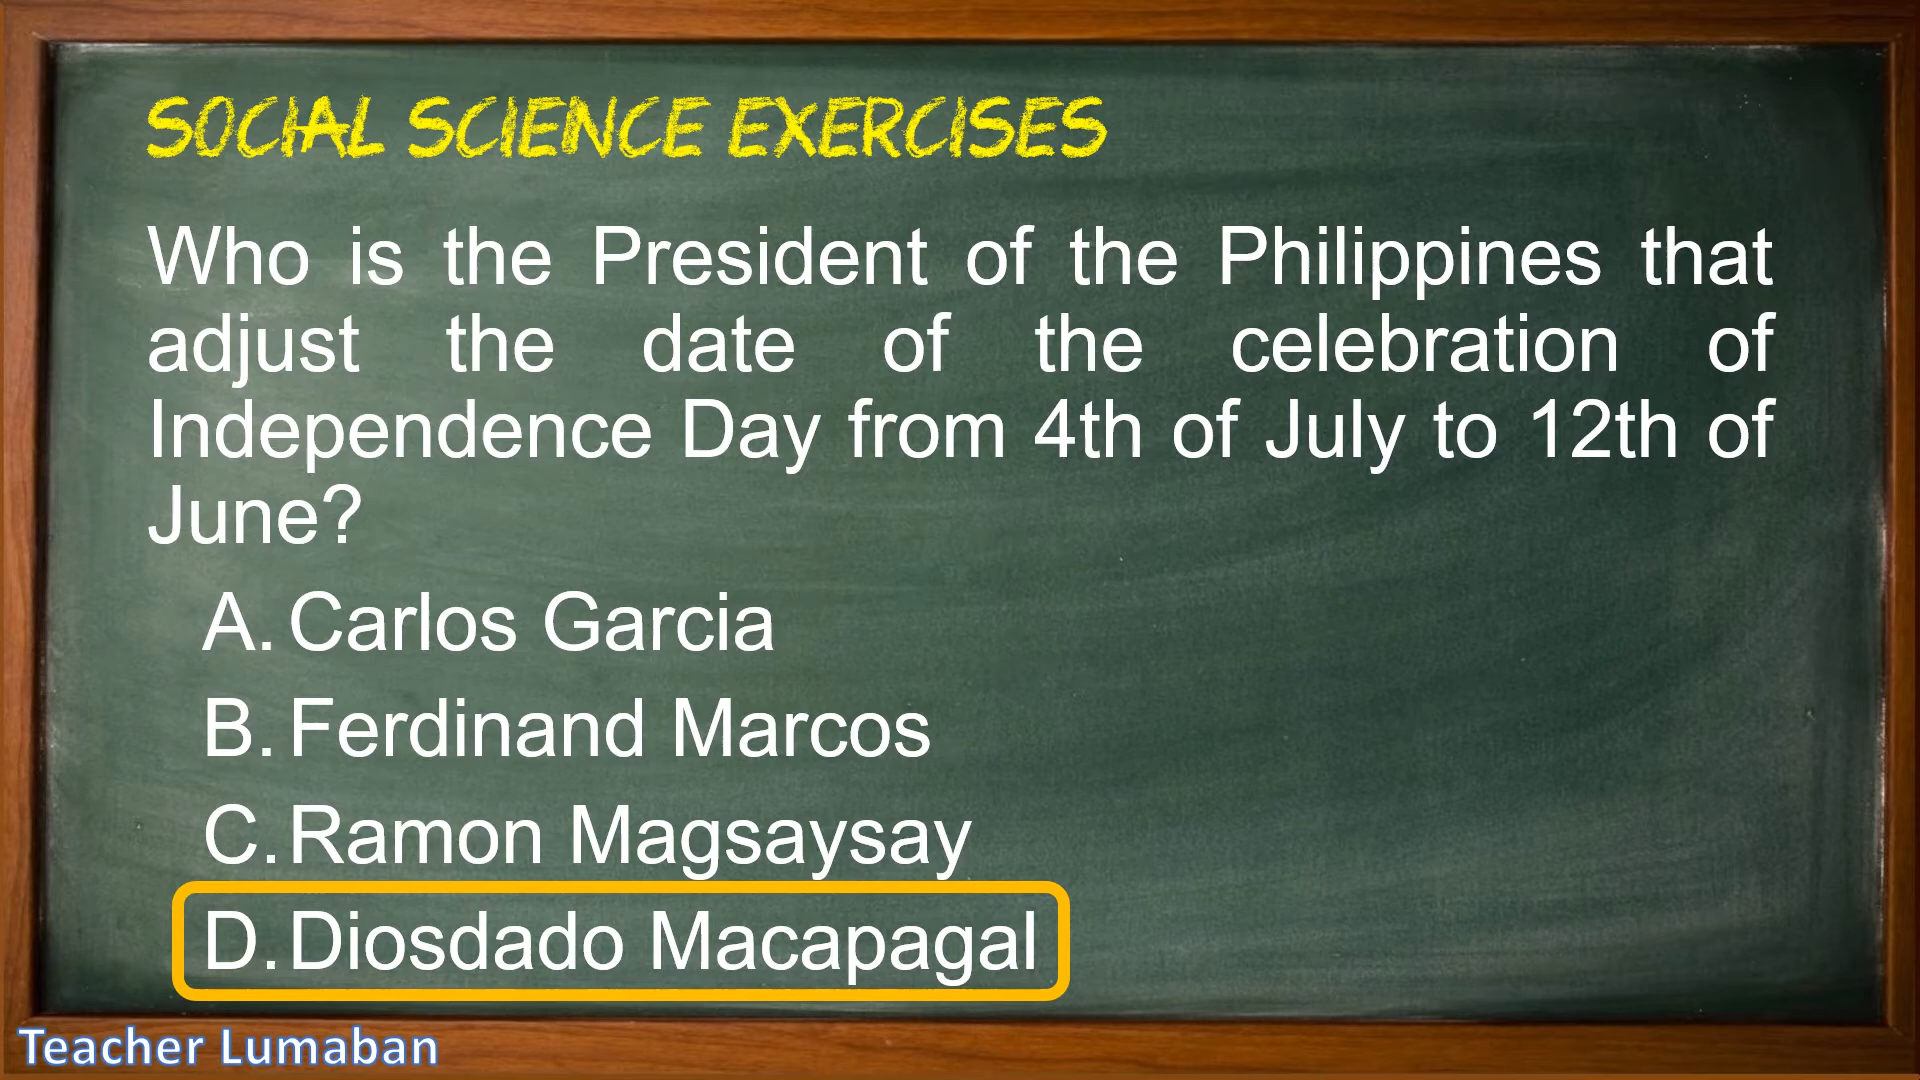 SOCIAL SCIENCE EXERCISES
Who is the President of the Philippines that
adjust the date of the celebration of
Independence Day from 4th of July to 12th of
June?
A. Carlos Garcia
B. Ferdinand Marcos
C. Ramon Magsaysay
D. Diosdado Macapagal
Teacher Lumaban